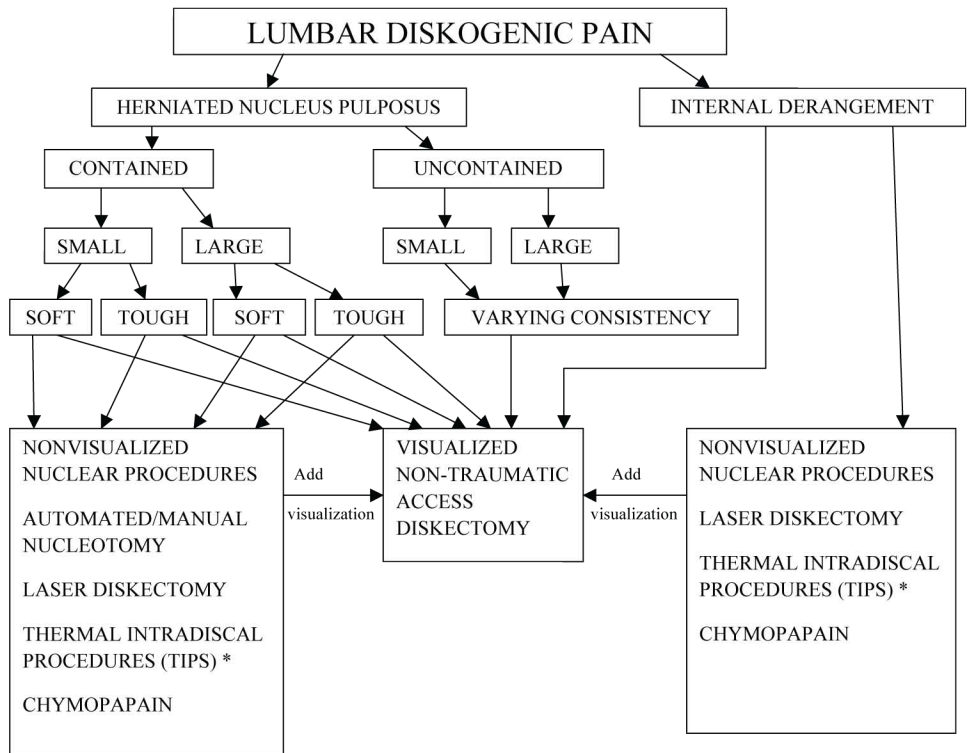 LUMBAR DISKOGENIC PAIN
HERNIATED NUCLEUS PULPOSUS
INTERNAL DERANGEMENT
CONTAINED
UNCONTAINED
SMALL
LARGE
SMALL
LARGE
SOFT
TOUGH
SOFT
TOUGH
VARYING CONSISTENCY
NONVISUALIZED
NUCLEAR PROCEDURES
AUTOMATED/MANUAL
NUCLEOTOMY
LASER DISKECTOMY
THERMAL INTRADISCAL
PROCEDURES (TIPS) *
CHYMOPAPAIN
Add
visualization
VISUALIZED
NON-TRAUMATIC
ACCESS
DISKECTOMY
Add
visualization
NONVISUALIZED
NUCLEAR PROCEDURES
LASER DISKECTOMY
THERMAL INTRADISCAL
PROCEDURES (TIPS) *
CHYMOPAPAIN